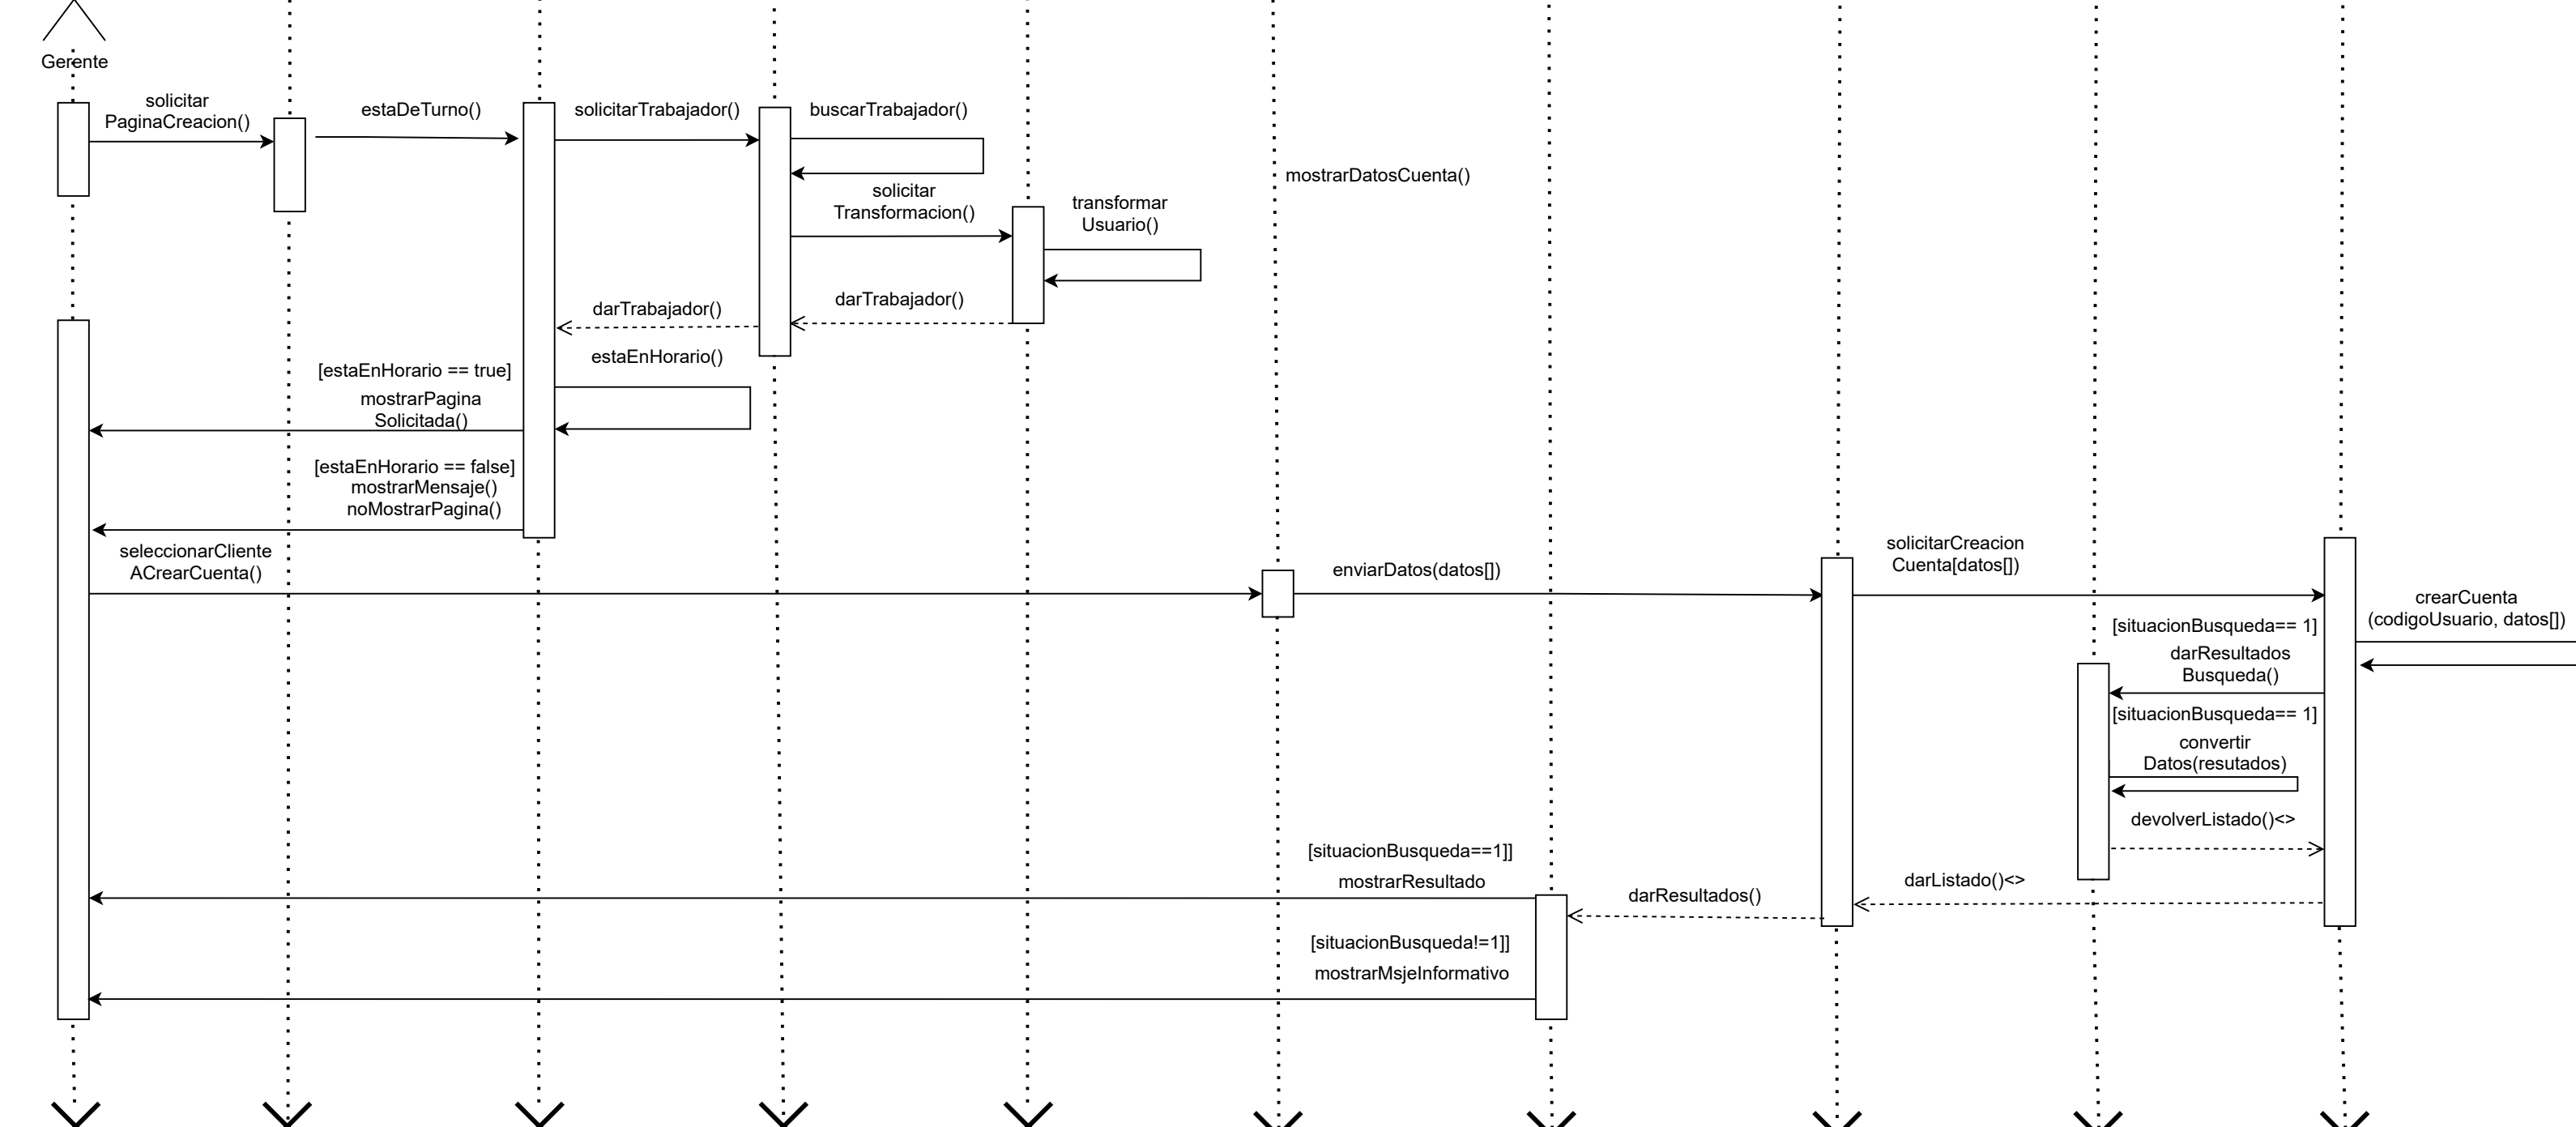 Gerente
solicitar
PaginaCreacion()
estaDeTurno()
solicitarTrabajador()
buscarTrabajador()
mostrarDatosCuenta()
solicitar
Transformacion()
transformar
Usuario()
darTrabajador()
darTrabajador()
estaEnHorario()
[estaEnHorario == true]
mostrarPagina
Solicitada()
[estaEnHorario == false]
mostrarMensaje()
noMostrarPagina()
seleccionarCliente
ACrearCuenta()
enviarDatos(datos[])
solicitarCreacion
Cuenta[datos[])
crearCuenta
(codigoUsuario, datos[])
[situacionBusqueda== 1]
darResultados
Busqueda()
[situacionBusqueda== 1]
convertir
Datos(resutados)
devolverListado()<>
[situacionBusqueda==1]]
mostrarResultado
darResultados()
darListado()<>
[situacionBusqueda!=1]]
mostrarMsjeInformativo